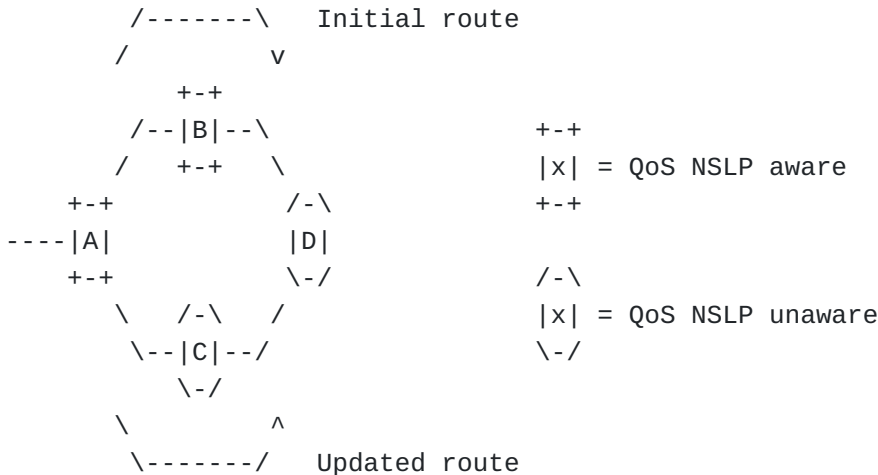 /-------\   Initial route
       /         v
           +-+
        /--|B|--\                 +-+
       /   +-+   \                |x| = QoS NSLP aware
    +-+           /-\             +-+
----|A|           |D|
    +-+           \-/             /-\
       \   /-\   /                |x| = QoS NSLP unaware
        \--|C|--/                 \-/
           \-/
       \         ^
        \-------/   Updated route